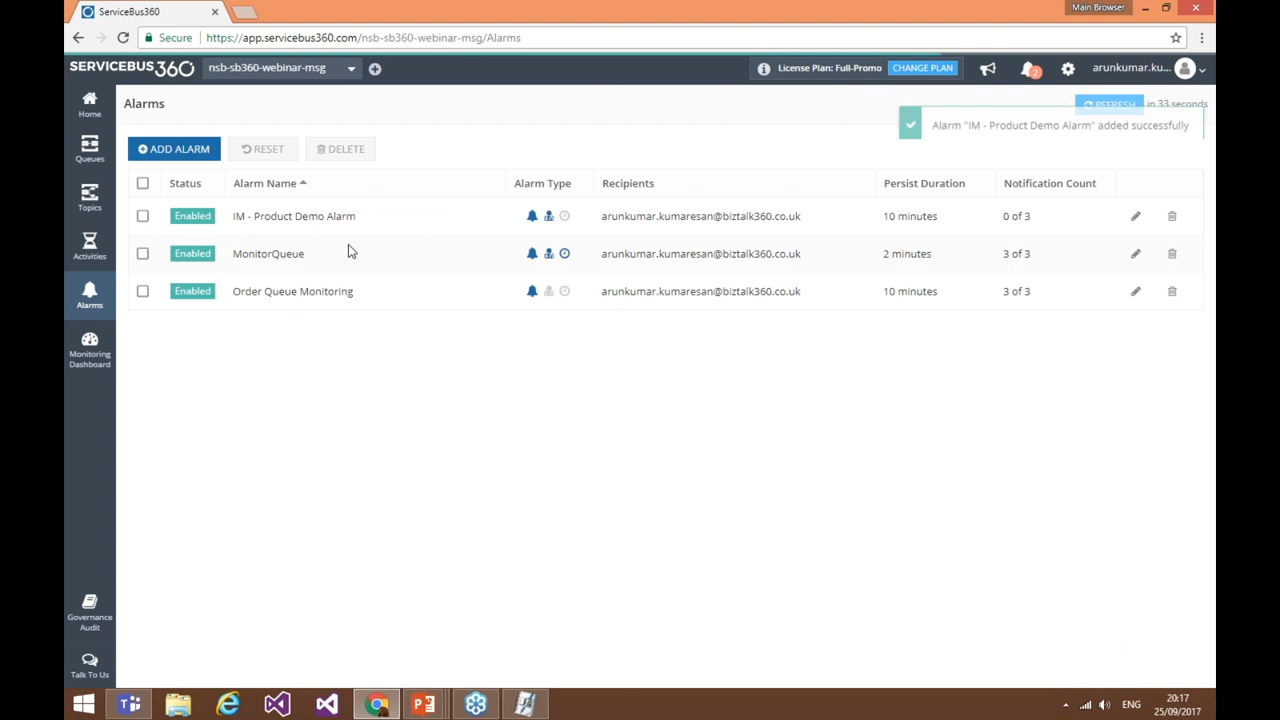 Main Browser
ServiceBus360
Secure https://app.servicebus360.com/nsb-sb360-webinar-msg/Alarms
SERVICEBUS360 nsb-sb360-webinar-msg License Plan: Full-Promo CHANGE PLAN 2 arunkumar.ku...
Home
Queues
Topics
Activities
Alarms
Monitoring
Dashboard
Governance
Audit
Talk To Us
Alarms REFRESH in 33 seconds
Alarm "IM - Product Demo Alarm" added successfully
ADD ALARM RESET DELETE
Status Alarm Name Alarm Type Recipients Persist Duration Notification Count
Enabled IM - Product Demo Alarm arunkumar.kumaresan@biztalk360.co.uk 10 minutes 0 of 3
Enabled MonitorQueue arunkumar.kumaresan@biztalk360.co.uk 2 minutes 3 of 3
Enabled Order Queue Monitoring arunkumar.kumaresan@biztalk360.co.uk 10 minutes 3 of 3
ENG 20:17
25/09/2017